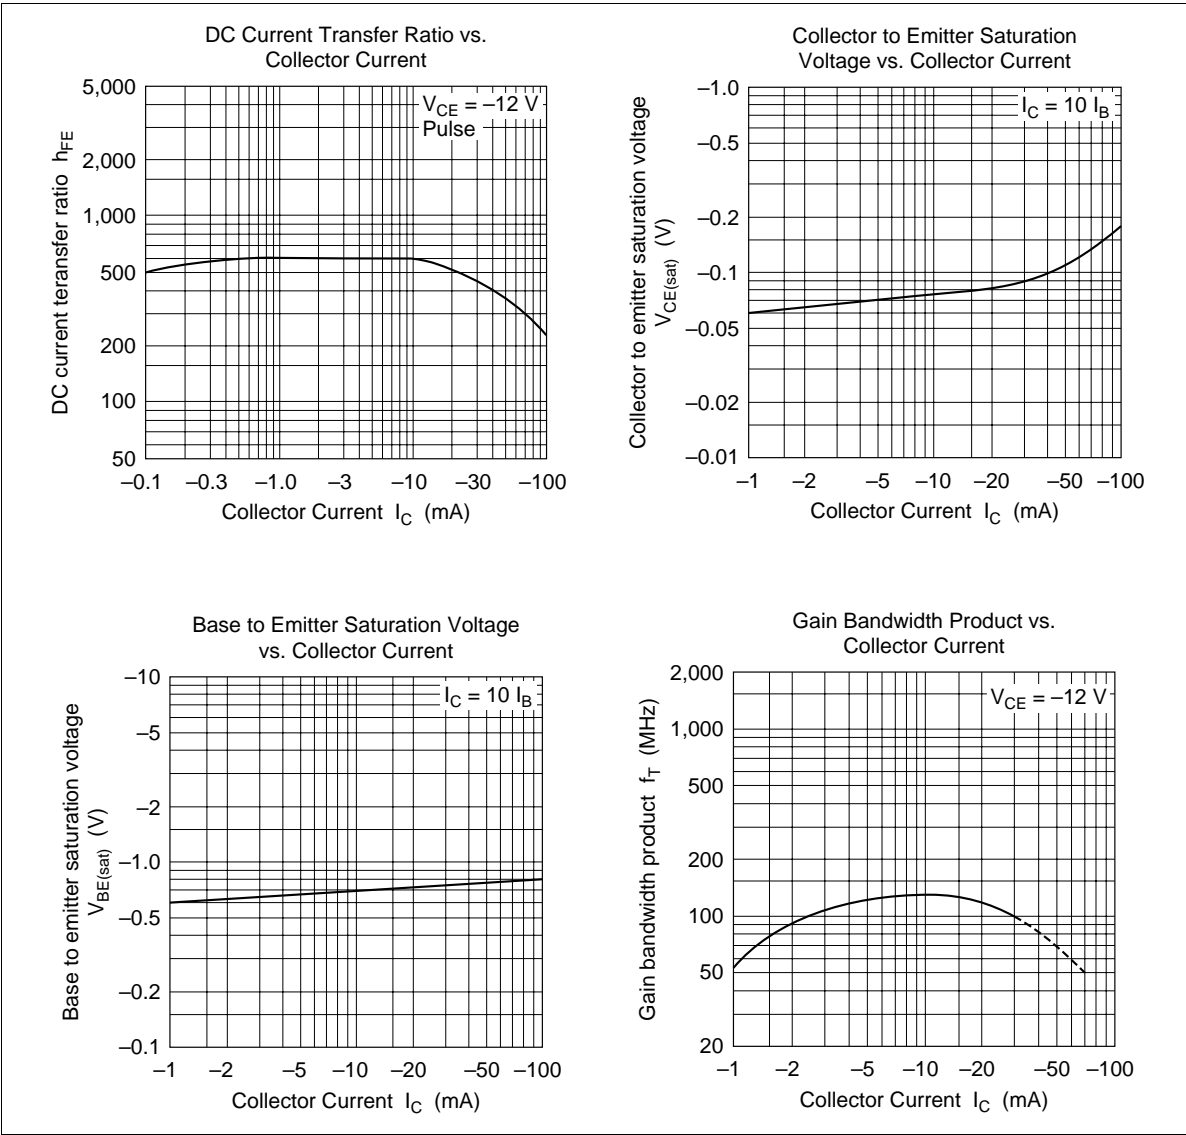 DC Current Transfer Ratio vs.
Collector Current
5,000
2,000
1,000
500
200
100
50
DC current teransfer ratio hFE
VCE = –12 V
Pulse
–0.1 –0.3 –1.0 –3 –10 –30 –100
Collector Current IC (mA)
Collector to Emitter Saturation
Voltage vs. Collector Current
–1.0
–0.5
–0.2
–0.1
–0.05
–0.02
–0.01
Collector to emitter saturation voltage
VCE(sat) (V)
IC = 10 IB
–1 –2 –5 –10 –20 –50 –100
Collector Current IC (mA)
Base to Emitter Saturation Voltage
vs. Collector Current
–10
–5
–2
–1.0
–0.5
–0.2
–0.1
Base to emitter saturation voltage
VBE(sat) (V)
IC = 10 IB
–1 –2 –5 –10 –20 –50 –100
Collector Current IC (mA)
Gain Bandwidth Product vs.
Collector Current
2,000
1,000
500
200
100
50
20
Gain bandwidth product fT (MHz)
VCE = –12 V
–1 –2 –5 –10 –20 –50 –100
Collector Current IC (mA)